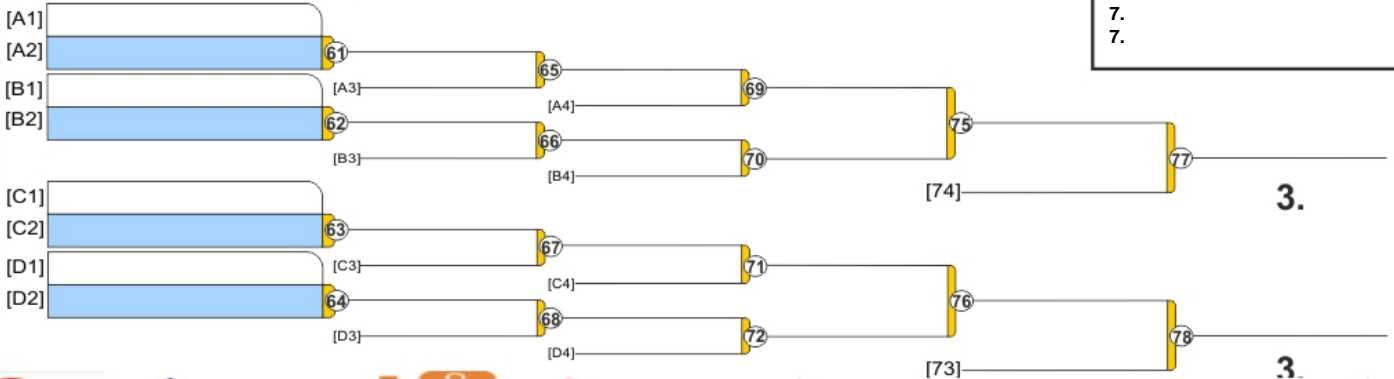 7.
7.
[A1]
[A2]
61
[A3]
65
[A4]
69
[B1]
[B2]
62
[B3]
66
[B4]
70
75
[74]
77
3.
[C1]
[C2]
63
[C3]
67
[C4]
71
[D1]
[D2]
64
[D3]
68
[D4]
72
76
[73]
78
3.